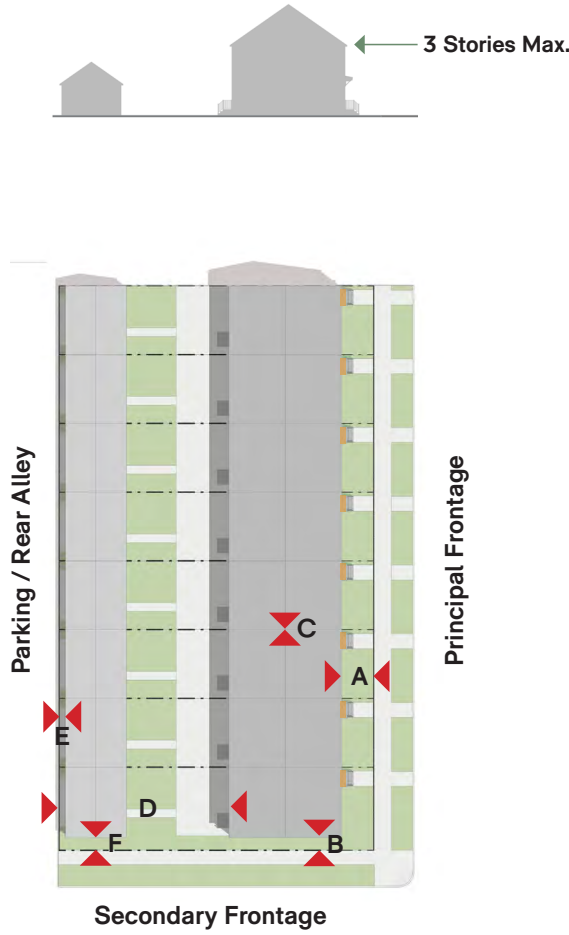 3 Stories Max.
Parking / Rear Alley
Principal Frontage
C
A
E
D
F
B
Secondary Frontage